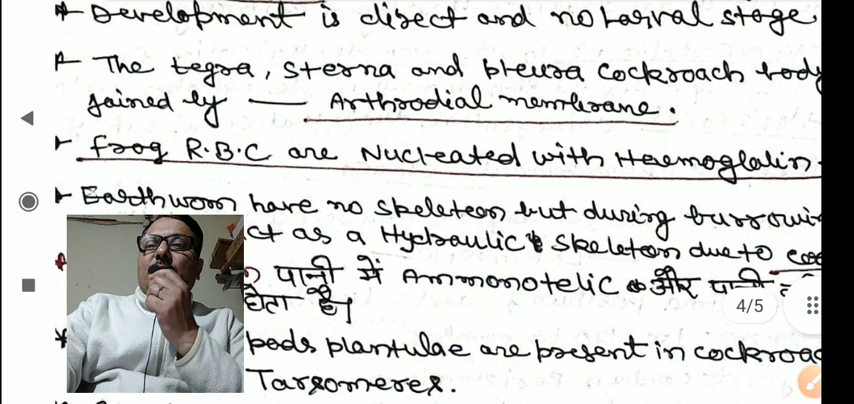 * Development is direct and no larval stage
* The tegra, sterna and pleura cockroach body
joined by — Arthrodial membrane.
* Frog R.B.C are Nucleated with Haemoglobin.
* Earthworm have no skeleton but during
ct as a Hydraulic skeleton due to
पानी में Ammonotelic और पानी
होता है।
4/5
* pods plantulae are present in
Tarsomeres.